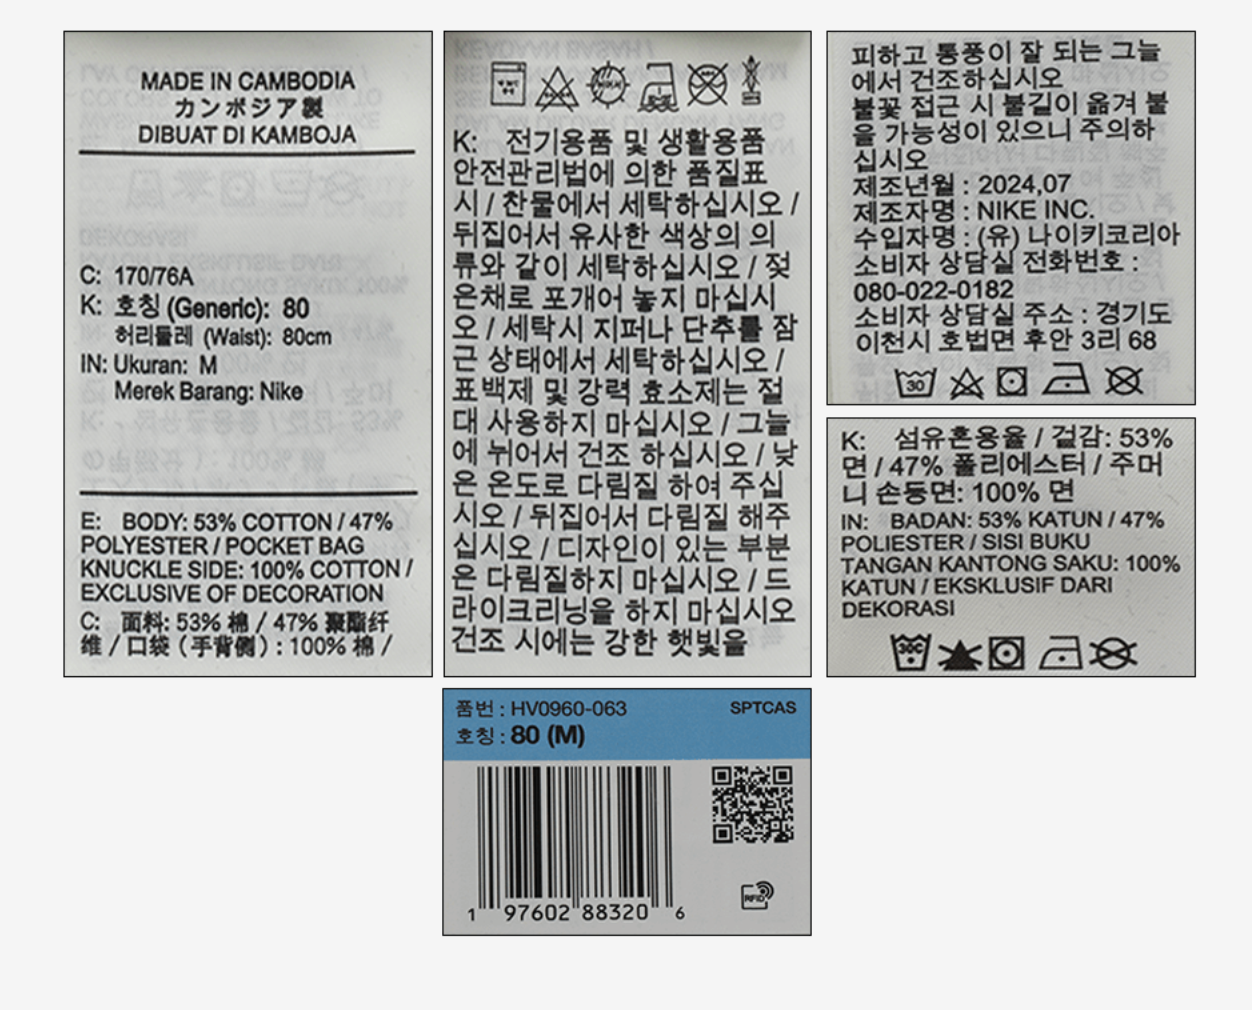 MADE IN CAMBODIA
カンボジア製
DIBUAT DI KAMBOJA
C: 170/76A
K: 호칭 (Generic): 80
허리둘레 (Waist): 80cm
IN: Ukuran: M
Merek Barang: Nike
E: BODY: 53% COTTON / 47%
POLYESTER / POCKET BAG
KNUCKLE SIDE: 100% COTTON /
EXCLUSIVE OF DECORATION
C: 面料: 53% 棉 / 47% 聚酯纤
维 / 口袋 ( 手背侧 ) : 100% 棉 /
K: 전기용품 및 생활용품
안전관리법에 의한 품질표
시 / 찬물에서 세탁하십시오 /
뒤집어서 유사한 색상의 의
류와 같이 세탁하십시오 / 젖
은채로 포개어 놓지 마십시
오 / 세탁시 지퍼나 단추를 잠
근 상태에서 세탁하십시오 /
표백제 및 강력 효소제는 절
대 사용하지 마십시오 / 그늘
에 뉘어서 건조 하십시오 / 낮
은 온도로 다림질 하여 주십
시오 / 뒤집어서 다림질 해주
십시오 / 디자인이 있는 부분
은 다림질하지 마십시오 / 드
라이크리닝을 하지 마십시오
건조 시에는 강한 햇빛을
피하고 통풍이 잘 되는 그늘
에서 건조하십시오
불꽃 접근 시 불길이 옮겨 붙
을 가능성이 있으니 주의하
십시오
제조년월 : 2024,07
제조자명 : NIKE INC.
수입자명 : (유) 나이키코리아
소비자 상담실 전화번호 :
080-022-0182
소비자 상담실 주소 : 경기도
이천시 호법면 후안 3리 68
30
K: 섬유혼용율 / 겉감: 53%
면 / 47% 폴리에스터 / 주머
니 손등면: 100% 면
IN: BADAN: 53% KATUN / 47%
POLIESTER / SISI BUKU
TANGAN KANTONG SAKU: 100%
KATUN / EKSKLUSIF DARI
DEKORASI
30C
품번 : HV0960-063 SPTCAS
호칭 : 80 (M)
RFID
1 97602 88320 6